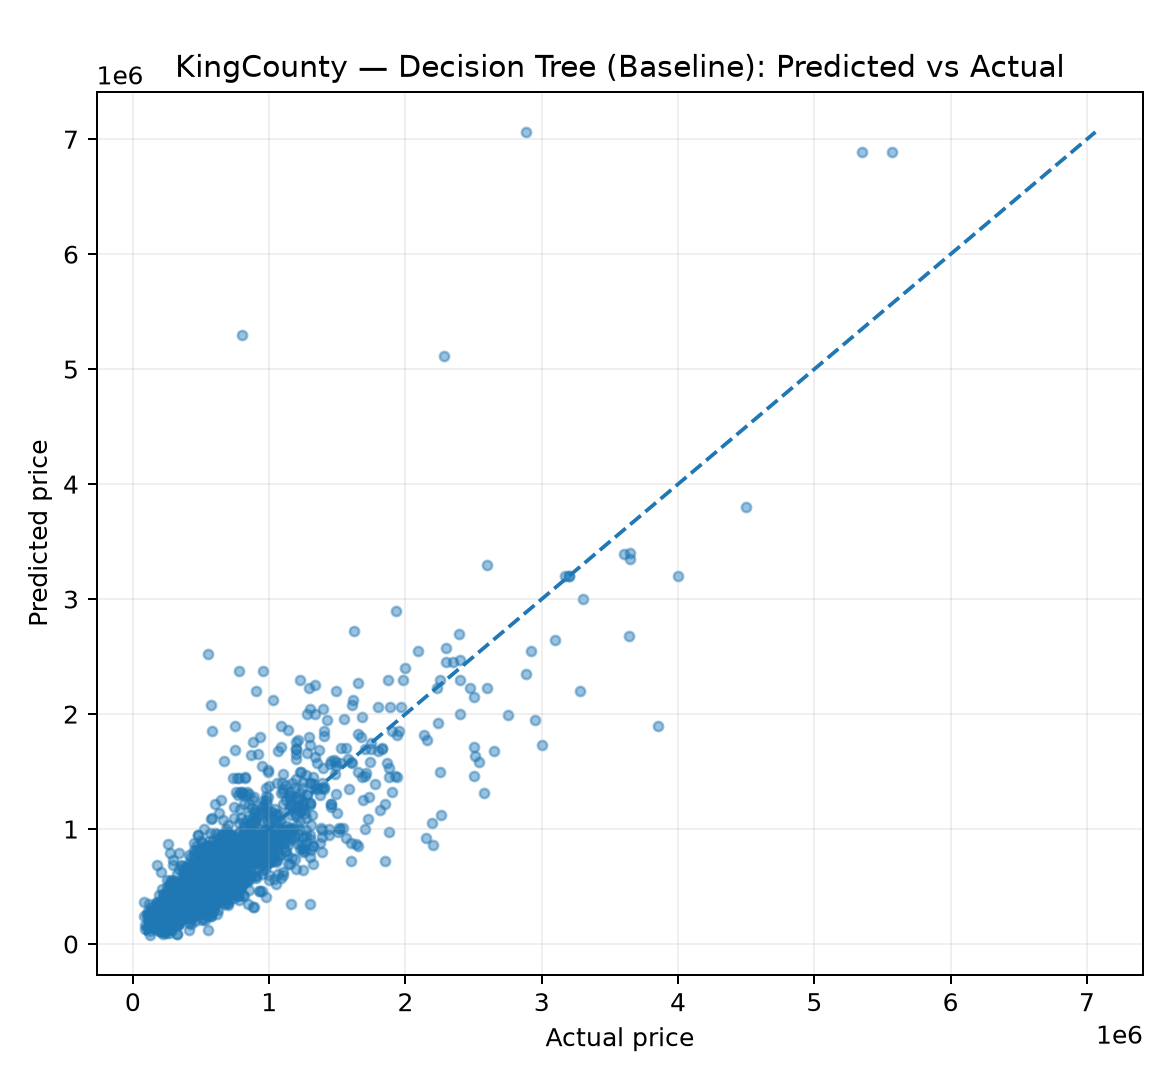 KingCounty — Decision Tree (Baseline): Predicted vs Actual
1e6
7
6
5
4
3
2
1
0
Predicted price
0 1 2 3 4 5 6 7
1e6
Actual price